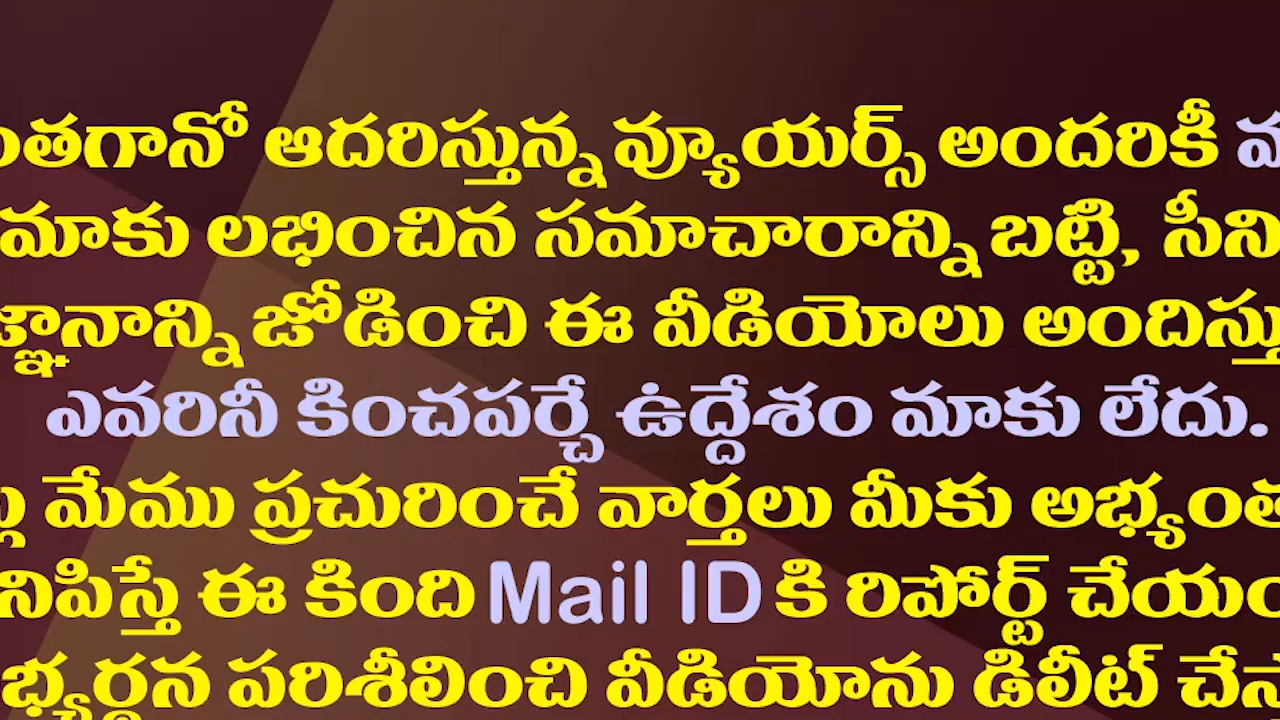 ంతగానో ఆదరిస్తున్న వ్యూయర్స్ అందరికీ
మాకు లభించిన సమాచారాన్ని బట్టి, సీని
జ్ఞానాన్ని జోడించి ఈ వీడియోలు అందిస్తు
ఎవరినీ కించపర్చే ఉద్దేశం మాకు లేదు.
మేము ప్రచురించే వార్తలు మీకు అభ్యంత
నిపిస్తే ఈ కింది Mail ID కి రిపోర్ట్ చేయం
భ్యర్థన పరిశీలించి వీడియోను డిలీట్ చేస